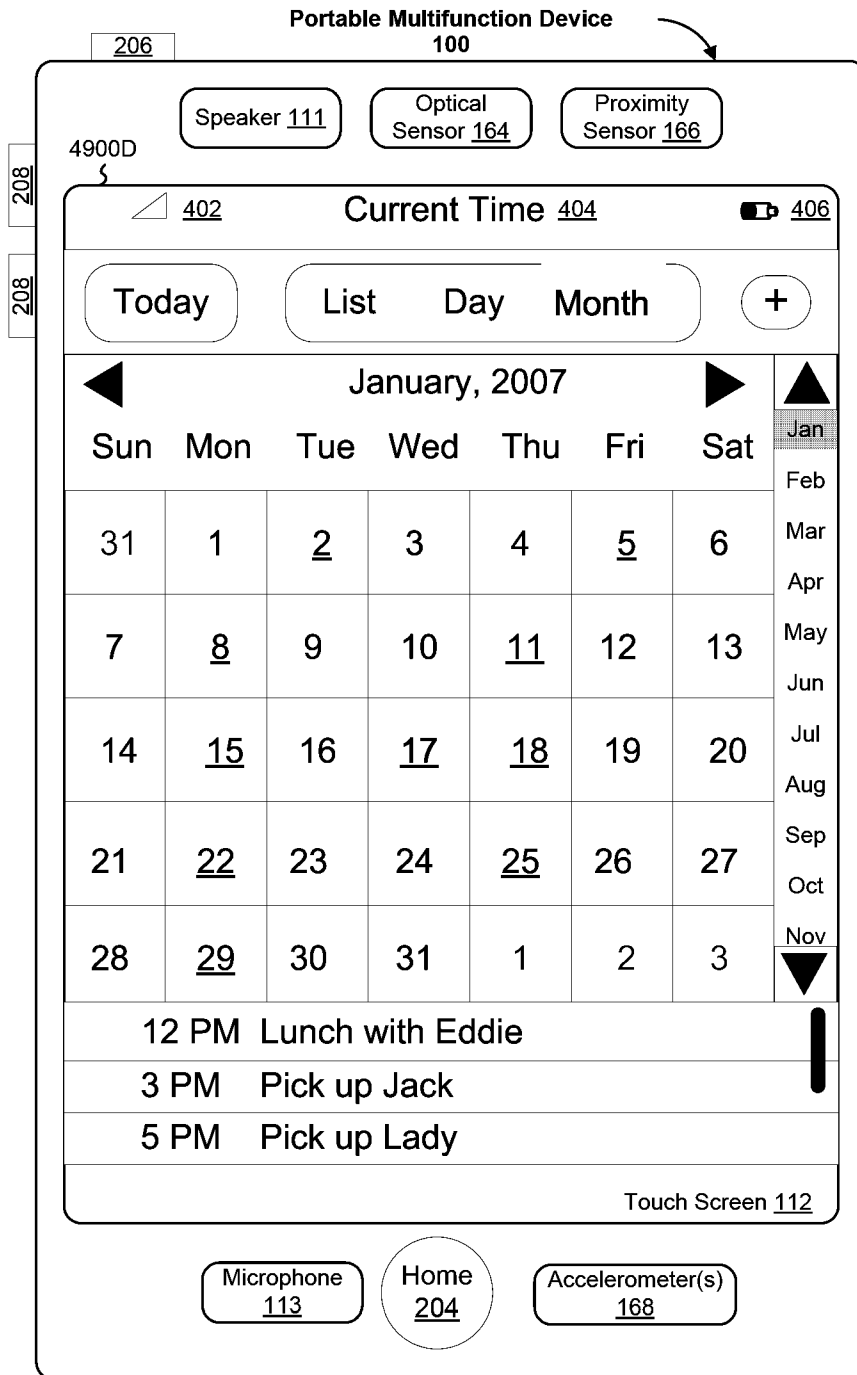 Portable Multifunction Device
100
206
Speaker 111
Optical
Sensor 164
Proximity
Sensor 166
4900D
208
208
402
Current Time 404
406
Today
List Day Month
+
January, 2007
Sun Mon Tue Wed Thu Fri Sat
31 1 2 3 4 5 6
7 8 9 10 11 12 13
14 15 16 17 18 19 20
21 22 23 24 25 26 27
28 29 30 31 1 2 3
Jan
Feb
Mar
Apr
May
Jun
Jul
Aug
Sep
Oct
Nov
12 PM Lunch with Eddie
3 PM Pick up Jack
5 PM Pick up Lady
Touch Screen 112
Microphone
113
Home
204
Accelerometer(s)
168